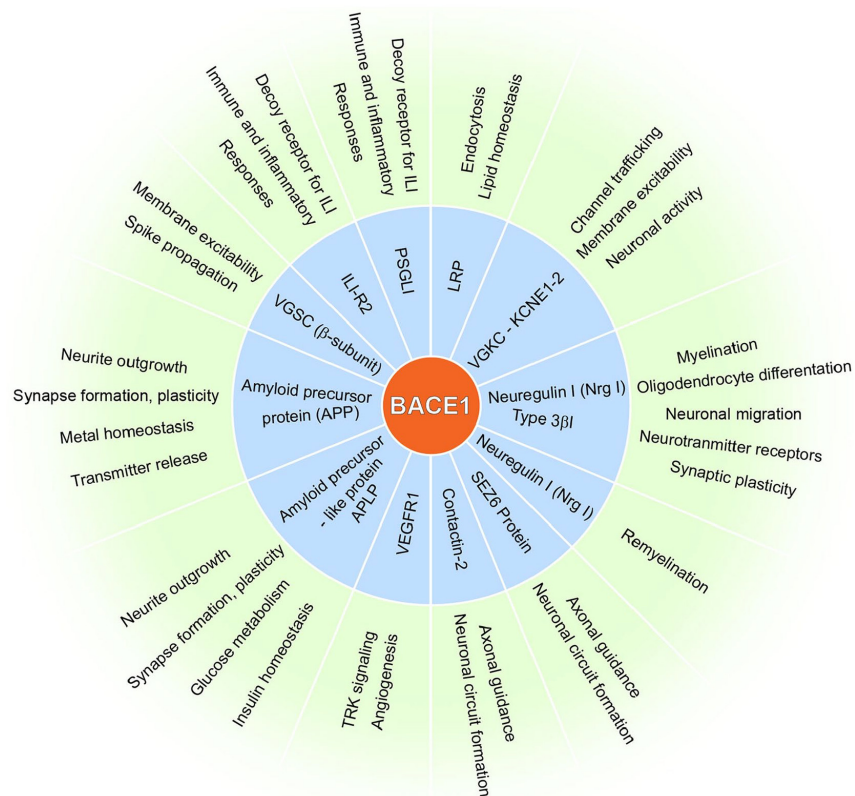 BACE1
LRP
Endocytosis
Lipid homeostasis
VGKC - KCNE1-2
Channel trafficking
Membrane excitability
Neuronal activity
Neuregulin I (Nrg I)
Type 3βI
Myelination
Oligodendrocyte differentation
Neuronal migration
Neurotranmitter receptors
Synaptic plasticity
Neuregulin I (Nrg I)
Remyelination
SEZ6 Protein
Axonal guidance
Neuronal circuit formation
Contactin-2
Axonal guidance
Neuronal circuit formation
VEGFR1
TRK signaling
Angiogenesis
Amyloid precursor
- like protein
APLP
Neurite outgrowth
Synapse formation, plasticity
Glucose metabolism
Insulin homeostasis
Amyloid precursor
protein (APP)
Neurite outgrowth
Synapse formation, plasticity
Metal homeostasis
Transmitter release
VGSC (β-subunit)
Membrane excitability
Spike propagation
ILI-R2
Decoy receptor for ILI
Immune and inflammatory
Responses
PSGLI
Decoy receptor for ILI
Immune and inflammatory
Responses